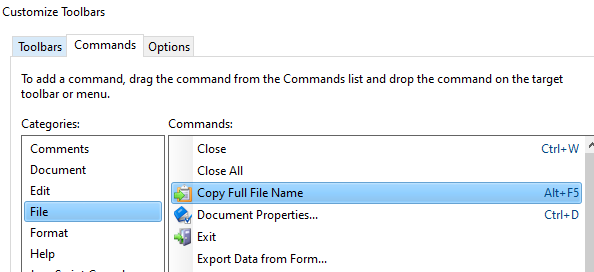 Customize Toolbars
Toolbars Commands Options
To add a command, drag the command from the Commands list and drop the command on the target
toolbar or menu.
Categories: Commands:
Comments
Document
Edit
File
Format
Help
Close Ctrl+W
Close All
Copy Full File Name Alt+F5
Document Properties... Ctrl+D
Exit
Export Data from Form...